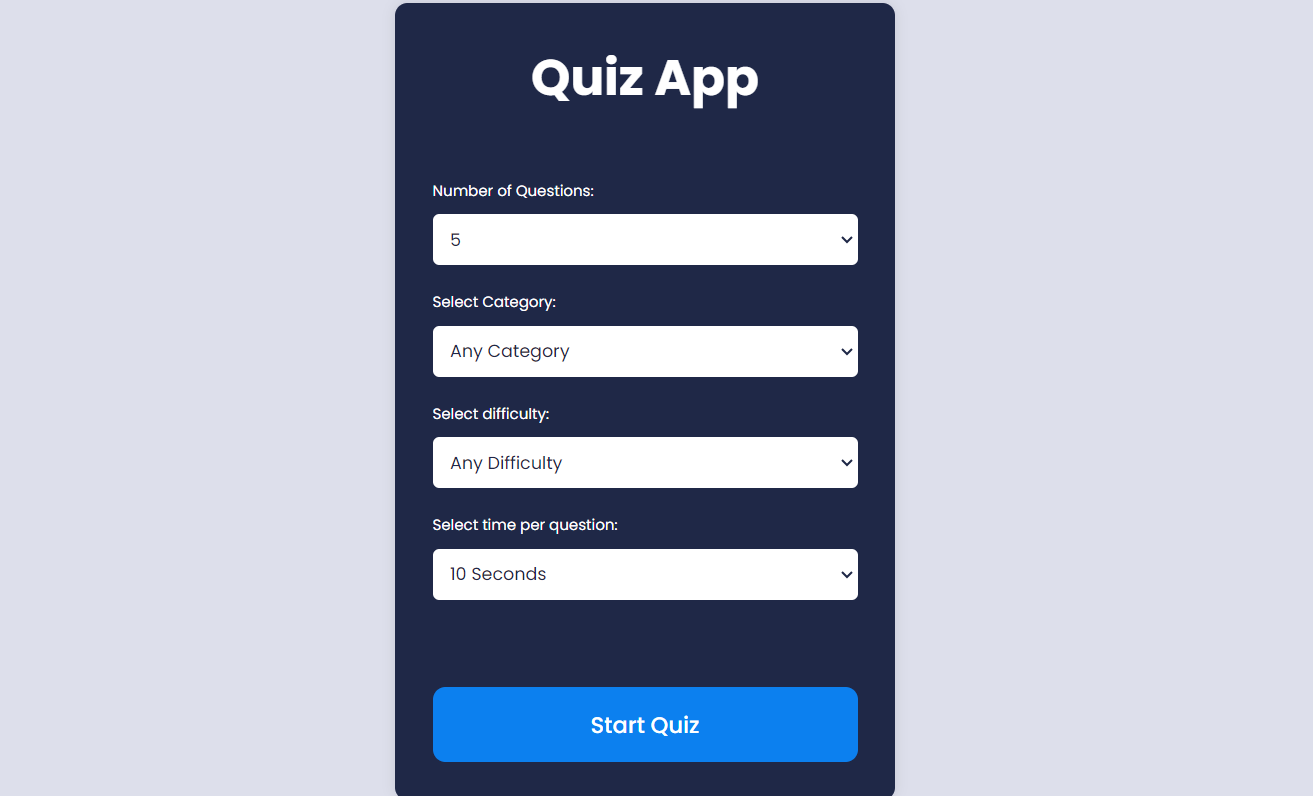 Quiz App
Number of Questions:
5
Select Category:
Any Category
Select difficulty:
Any Difficulty
Select time per question:
10 Seconds
Start Quiz